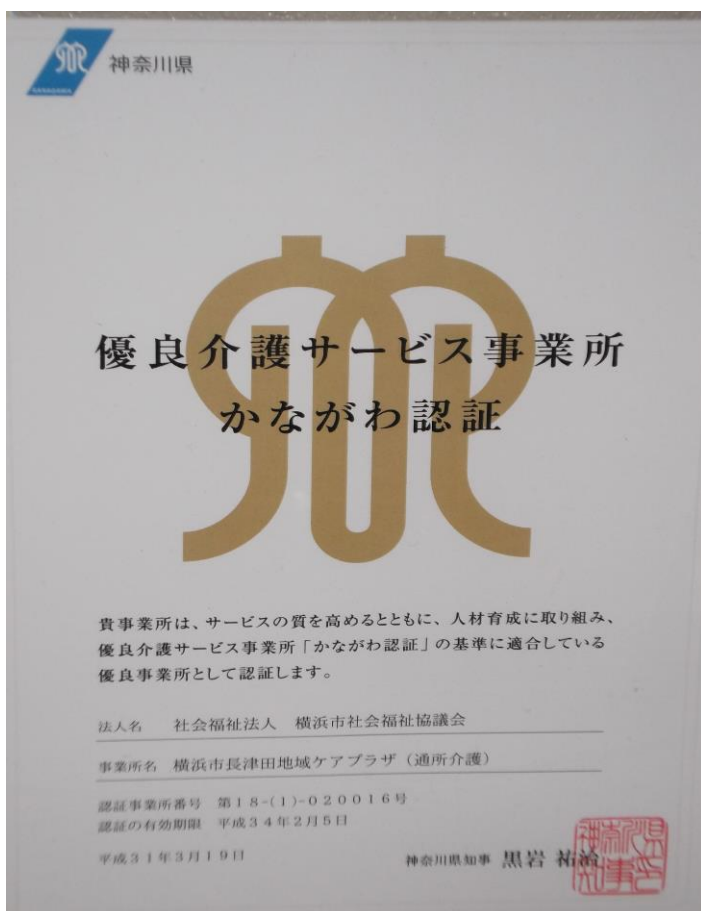 神奈川県
KANAGAWA
優良介護サービス事業所
かながわ認証
貴事業所は、サービスの質を高めるとともに、人材育成に取り組み、
優良介護サービス事業所「かながわ認証」の基準に適合している
優良事業所として認証します。
法人名 社会福祉法人 横浜市社会福祉協議会
事業所名 横浜市長津田地域ケアプラザ（通所介護）
認証事業所番号 第18-(1)-020016号
認証の有効期限 平成34年2月5日
平成31年3月19日
神奈川県知事 黒岩 祐治